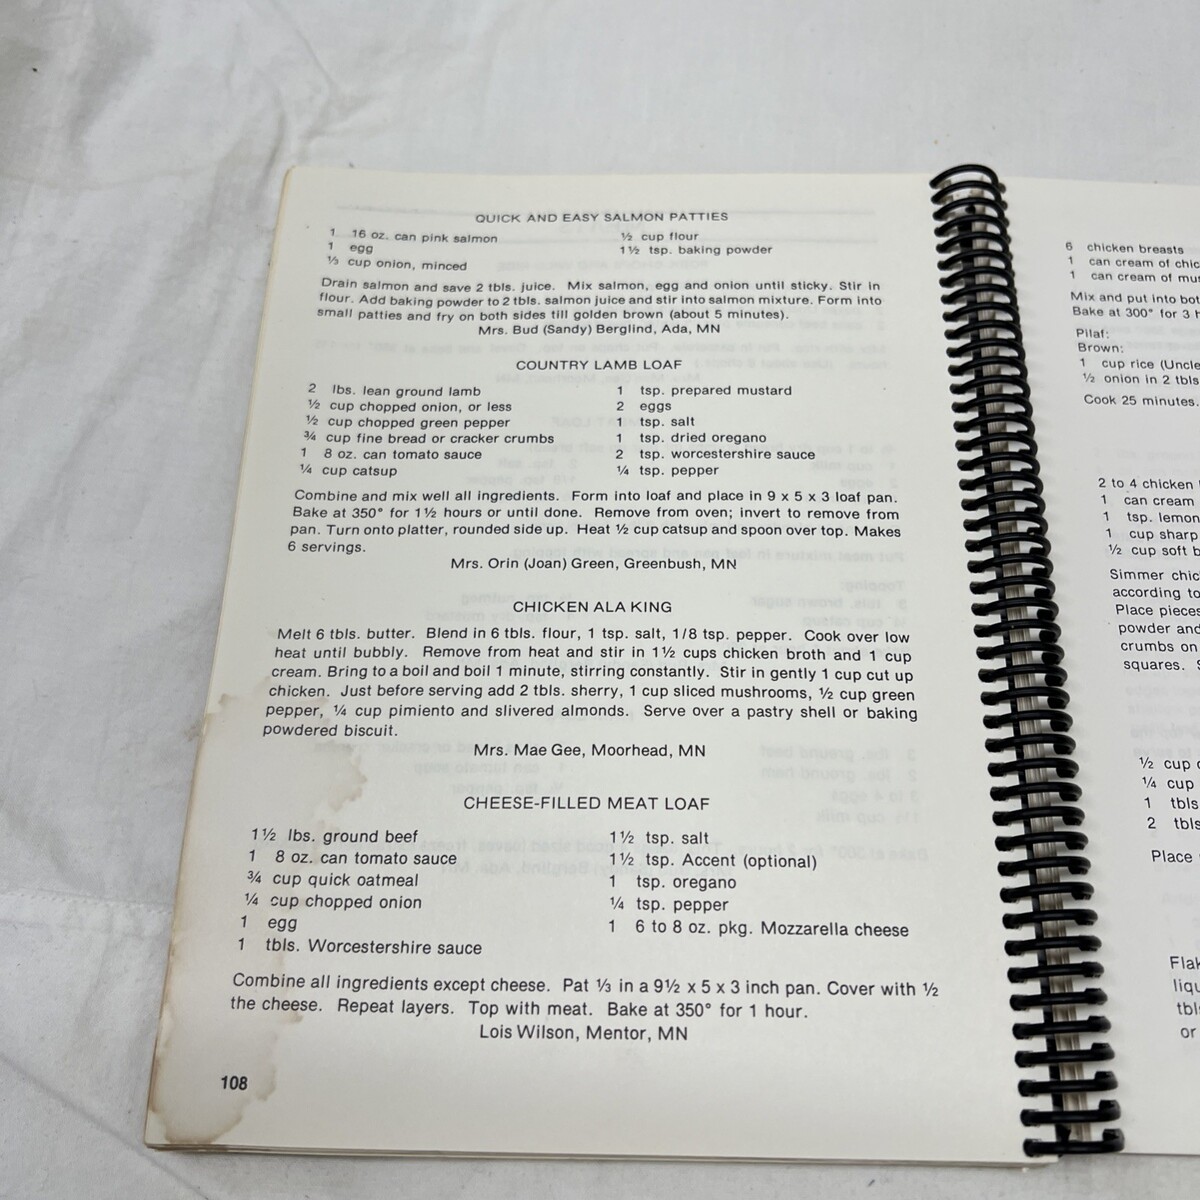 QUICK AND EASY SALMON PATTIES
1 16 oz. can pink salmon
1 egg
⅓ cup onion, minced
½ cup flour
1½ tsp. baking powder
Drain salmon and save 2 tbls. juice. Mix salmon, egg and onion until sticky. Stir in
flour. Add baking powder to 2 tbls. salmon juice and stir into salmon mixture. Form into
small patties and fry on both sides till golden brown (about 5 minutes).
Mrs. Bud (Sandy) Berglind, Ada, MN
COUNTRY LAMB LOAF
2 lbs. lean ground lamb
½ cup chopped onion, or less
½ cup chopped green pepper
¾ cup fine bread or cracker crumbs
1 8 oz. can tomato sauce
¼ cup catsup
1 tsp. prepared mustard
2 eggs
1 tsp. salt
1 tsp. dried oregano
2 tsp. worcestershire sauce
¼ tsp. pepper
Combine and mix well all ingredients. Form into loaf and place in 9 x 5 x 3 loaf pan.
Bake at 350° for 1½ hours or until done. Remove from oven; invert to remove from
pan. Turn onto platter, rounded side up. Heat ½ cup catsup and spoon over top. Makes
6 servings.
Mrs. Orin (Joan) Green, Greenbush, MN
CHICKEN ALA KING
Melt 6 tbls. butter. Blend in 6 tbls. flour, 1 tsp. salt, 1/8 tsp. pepper. Cook over low
heat until bubbly. Remove from heat and stir in 1½ cups chicken broth and 1 cup
cream. Bring to a boil and boil 1 minute, stirring constantly. Stir in gently 1 cup cut up
chicken. Just before serving add 2 tbls. sherry, 1 cup sliced mushrooms, ½ cup green
pepper, ¼ cup pimiento and slivered almonds. Serve over a pastry shell or baking
powdered biscuit.
Mrs. Mae Gee, Moorhead, MN
CHEESE-FILLED MEAT LOAF
1½ lbs. ground beef
1 8 oz. can tomato sauce
¾ cup quick oatmeal
¼ cup chopped onion
1 egg
1 tbls. Worcestershire sauce
1½ tsp. salt
1½ tsp. Accent (optional)
1 tsp. oregano
¼ tsp. pepper
1 6 to 8 oz. pkg. Mozzarella cheese
Combine all ingredients except cheese. Pat ⅓ in a 9½ x 5 x 3 inch pan. Cover with ½
the cheese. Repeat layers. Top with meat. Bake at 350° for 1 hour.
Lois Wilson, Mentor, MN
108
6 chicken breasts
1 can cream of chic
1 can cream of mus
Mix and put into bot
Bake at 300° for 3 h
Pilaf:
Brown:
1 cup rice (Uncle
½ onion in 2 tbls
Cook 25 minutes.
2 to 4 chicken
1 can cream
1 tsp. lemon
1 cup sharp
½ cup soft b
Simmer chic
according to
Place pieces
powder and
crumbs on
squares.
½ cup
¼ cup
1 tbls
2 tbls
Place
Flak
liqu
tbl
or